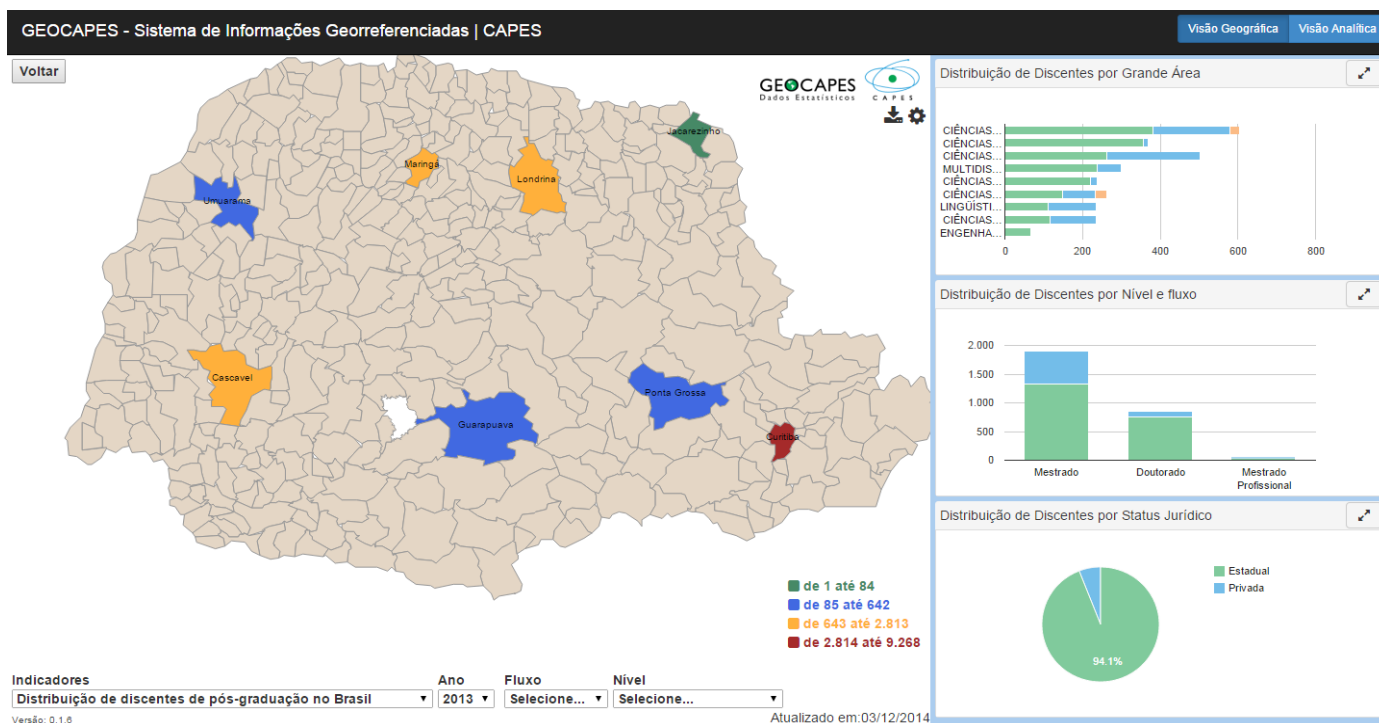 GEOCAPES - Sistema de Informações Georreferenciadas | CAPES
Visão Geográfica
Visão Analítica
Voltar
GEOCAPES
Dados Estatísticos
CAPES
Jacarezinho
Maringá
Londrina
Umuarama
Cascavel
Ponta Grossa
Guarapuava
Curitiba
de 1 até 84
de 85 até 642
de 643 até 2.813
de 2.814 até 9.268
Indicadores
Ano
Fluxo
Nível
Distribuição de discentes de pós-graduação no Brasil
2013
Selecione...
Selecione...
Versão: 0.1.6
Atualizado em:03/12/2014
Distribuição de Discentes por Grande Área
CIÊNCIAS...
CIÊNCIAS...
CIÊNCIAS...
MULTIDIS...
CIÊNCIAS...
CIÊNCIAS...
LINGÜÍSTI...
CIÊNCIAS...
ENGENHA...
0 200 400 600 800
Distribuição de Discentes por Nível e fluxo
2.000
1.500
1.000
500
0
Mestrado
Doutorado
Mestrado
Profissional
Distribuição de Discentes por Status Jurídico
Estadual
Privada
94.1%